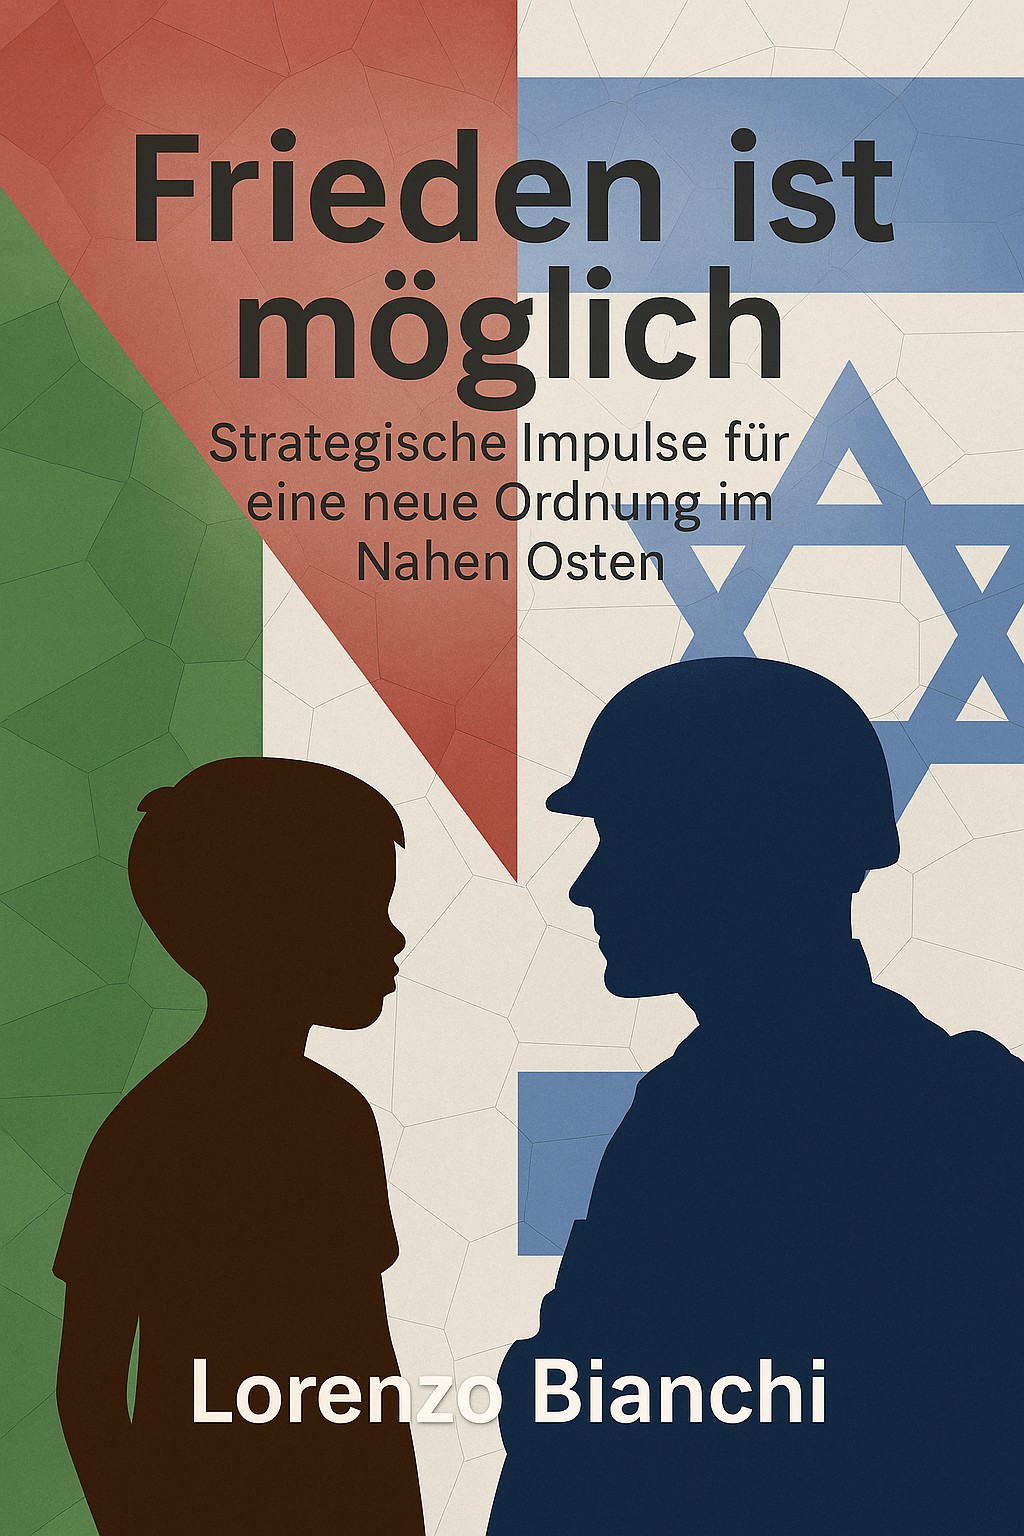 Frieden ist
möglich
Strategische Impulse für
eine neue Ordnung im
Nahen Osten
Lorenzo Bianchi